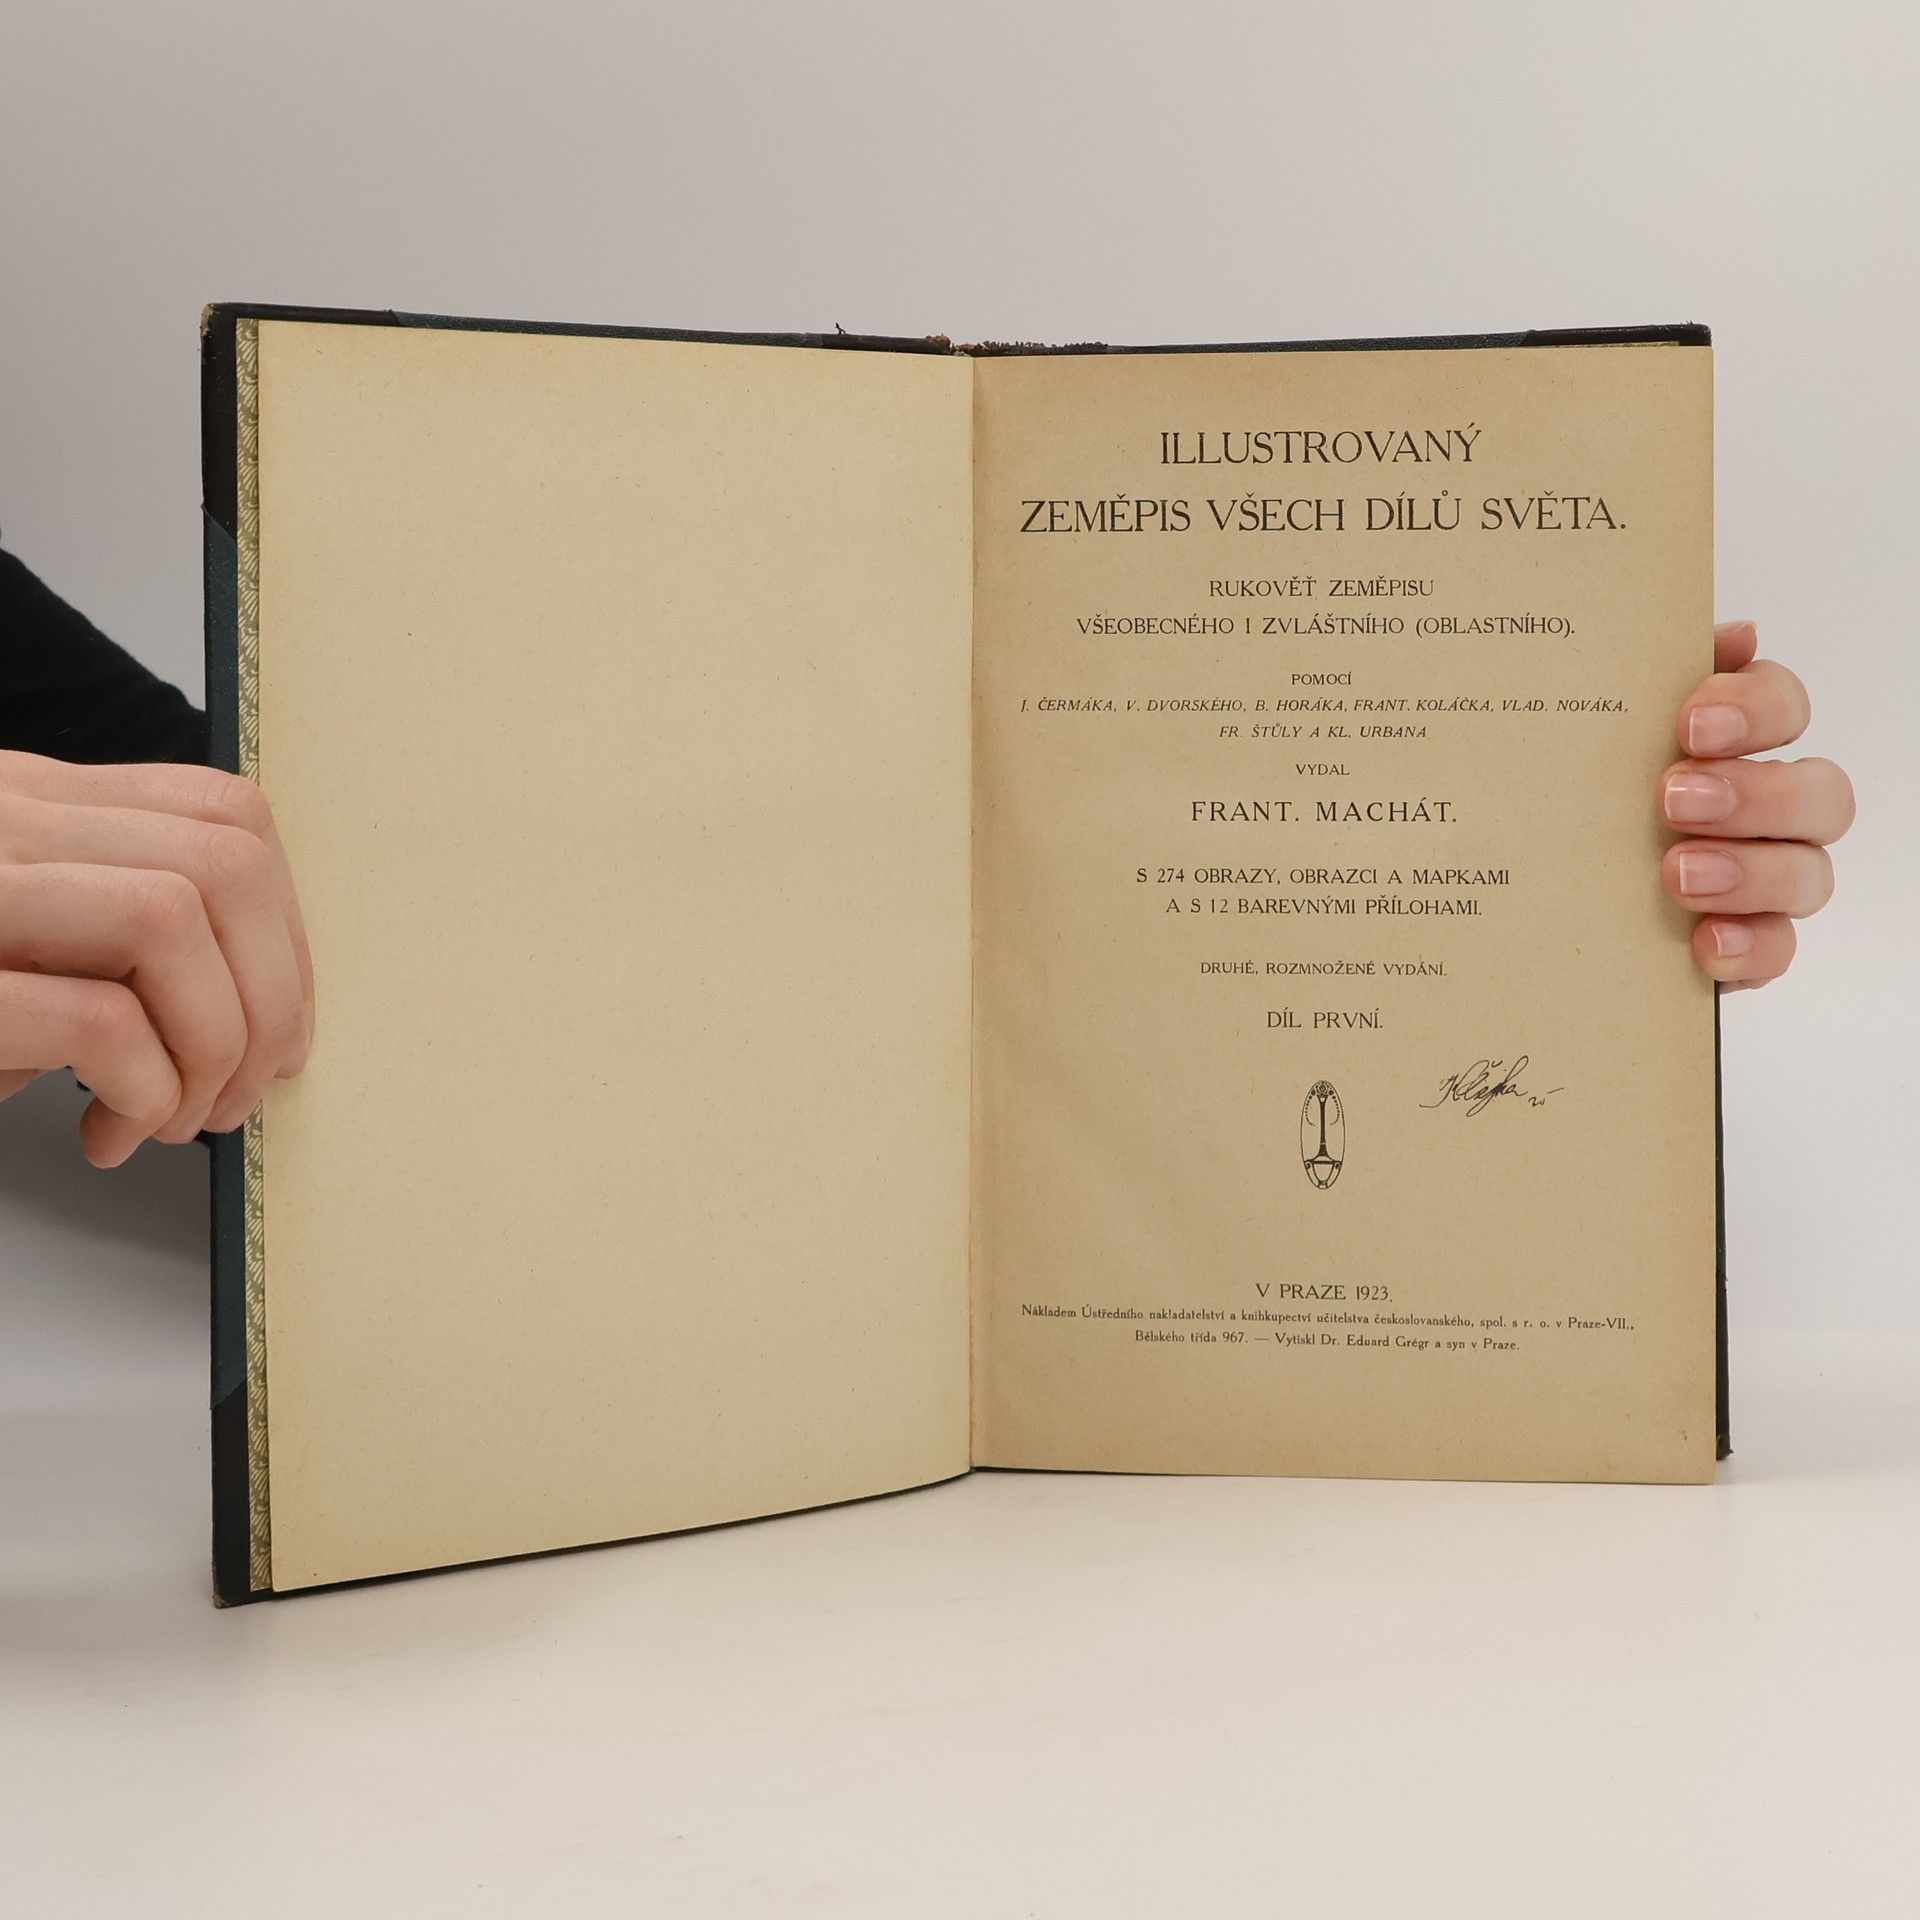 ILLUSTROVANÝ
ZEMĚPIS VŠECH DÍLŮ SVĚTA.
RUKOVĚŤ ZEMĚPISU
VŠEOBECNÉHO I ZVLÁŠTNÍHO (OBLASTNÍHO).
POMOCÍ
J. ČERMÁKA, V. DVORSKÉHO, B. HORÁKA, FRANT. KOLÁČKA, VLAD. NOVÁKA,
FR. ŠTŮLY A KL. URBANA
VYDAL
FRANT. MACHÁT.
S 274 OBRAZY, OBRAZCI A MAPKAMI
A S 12 BAREVNÝMI PŘÍLOHAMI.
DRUHÉ, ROZMNOŽENÉ VYDÁNÍ.
DÍL PRVNÍ.
V PRAZE 1923.
Nákladem Ústředního nakladatelství a knihkupectví učitelstva československého, spol. s r. o. v Praze-VII.,
Bělského třída 967. — Vytiskl Dr. Eduard Grégr a syn v Praze.